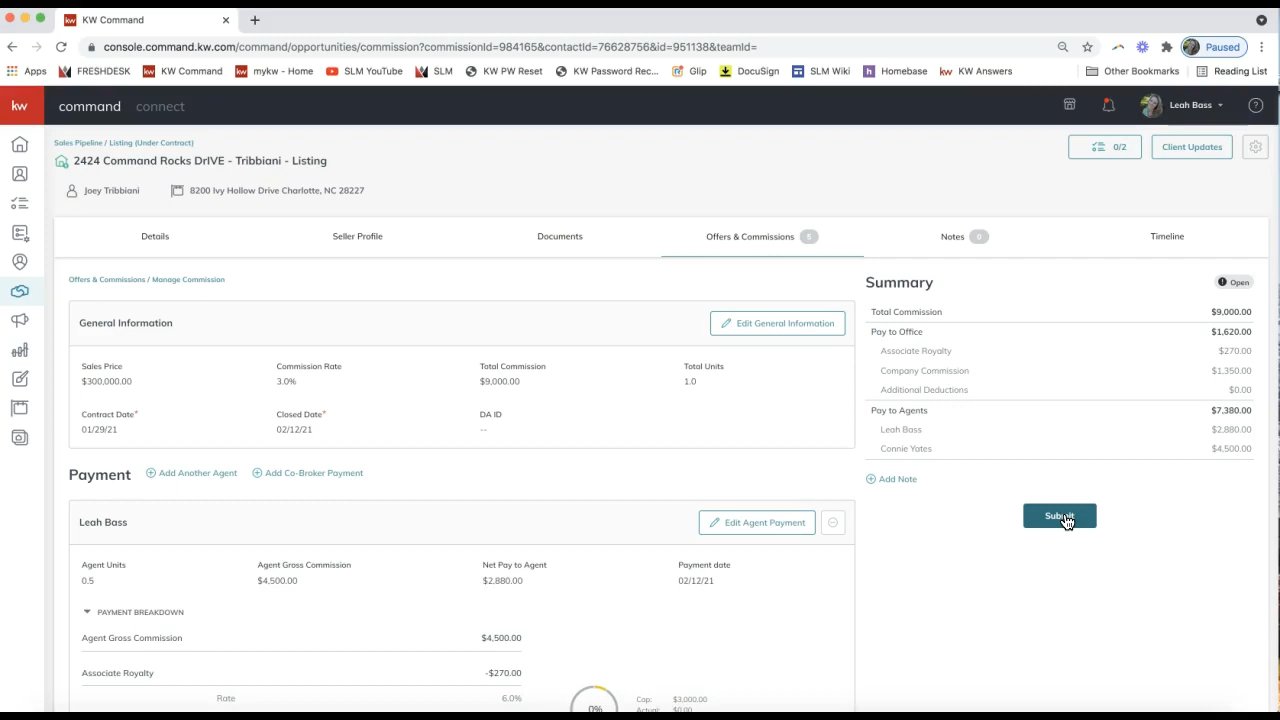 KW Command
console.command.kw.com/command/opportunities/commission?commissionId=984165&contactId=76628756&id=951138&teamId=
Paused
Apps FRESHDESK KW Command mykw - Home SLM YouTube SLM KW PW Reset KW Password Rec... Glip DocuSign SLM Wiki Homebase KW Answers Other Bookmarks Reading List
kw command connect Leah Bass
Sales Pipeline / Listing (Under Contract)
2424 Command Rocks DrIVE - Tribbiani - Listing
0/2 Client Updates
Joey Tribbiani 8200 Ivy Hollow Drive Charlotte, NC 28227
Details Seller Profile Documents Offers & Commissions 5 Notes 0 Timeline
Offers & Commissions / Manage Commission
General Information Edit General Information
Sales Price Commission Rate Total Commission Total Units
$300,000.00 3.0% $9,000.00 1.0
Contract Date* Closed Date* DA ID
01/29/21 02/12/21 --
Payment Add Another Agent Add Co-Broker Payment
Leah Bass Edit Agent Payment
Agent Units Agent Gross Commission Net Pay to Agent Payment date
0.5 $4,500.00 $2,880.00 02/12/21
PAYMENT BREAKDOWN
Agent Gross Commission $4,500.00
Associate Royalty -$270.00
Rate 6.0%
0%
Cap: $3,000.00
Actual: $0.00
Summary Open
Total Commission $9,000.00
Pay to Office $1,620.00
Associate Royalty $270.00
Company Commission $1,350.00
Additional Deductions $0.00
Pay to Agents $7,380.00
Leah Bass $2,880.00
Connie Yates $4,500.00
Add Note
Submit